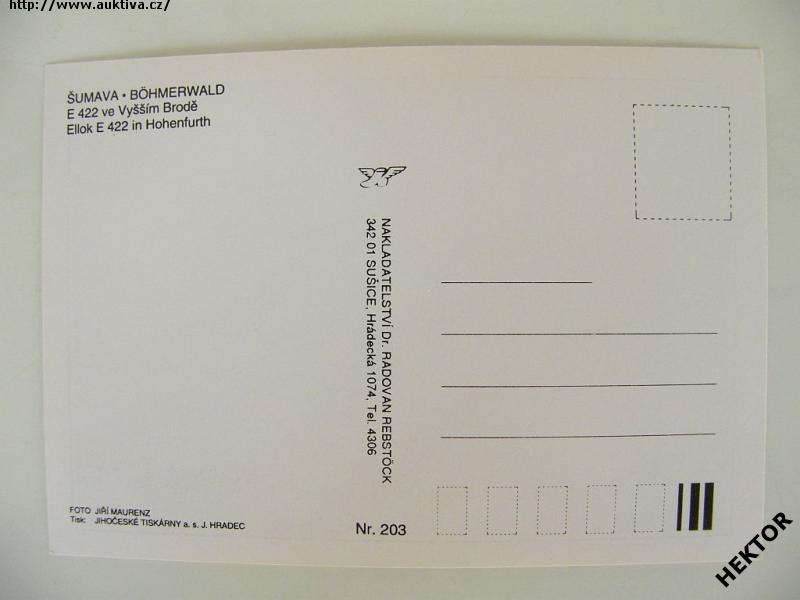 http://www.auktiva.cz/
ŠUMAVA • BÖHMERWALD
E 422 ve Vyšším Brodě
Ellok E 422 in Hohenfurth
NAKLADATELSTVÍ Dr. RADOVAN REBSTÖCK
342 01 SUŠICE, Hrádecká 1074, Tel. 4306
FOTO JIŘÍ MAURENZ
Tisk: JIHOČESKÉ TISKÁRNY a. s. J. HRADEC
Nr. 203
HEKTOR